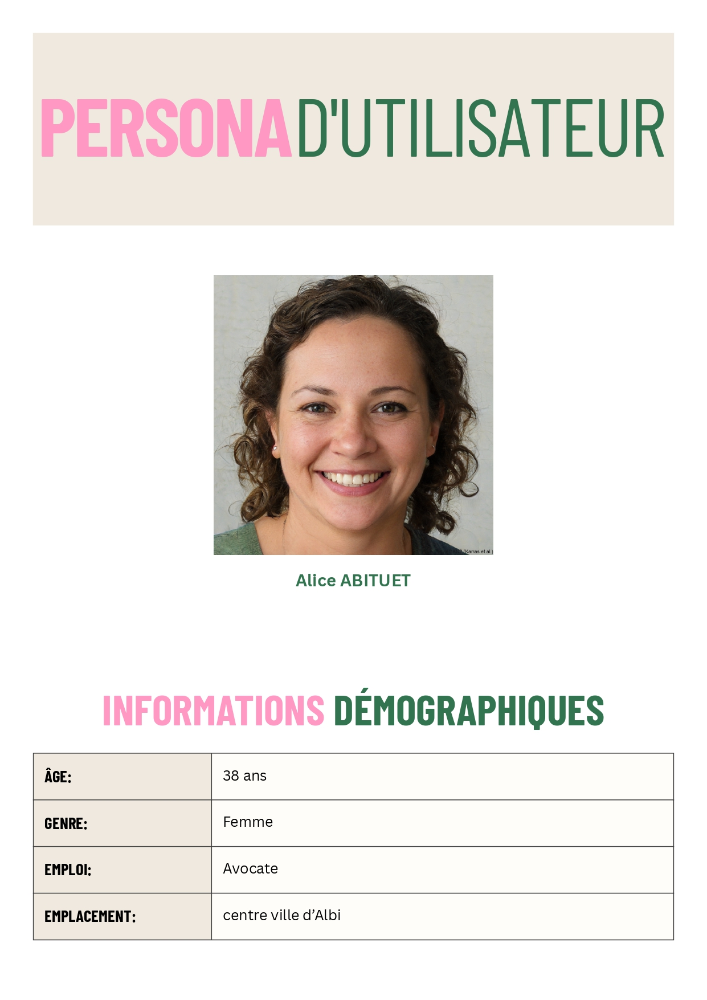 PERSONA D'UTILISATEUR
(Karras et al.)
Alice ABITUET
INFORMATIONS DÉMOGRAPHIQUES
ÂGE: 38 ans
GENRE: Femme
EMPLOI: Avocate
EMPLACEMENT: centre ville d’Albi